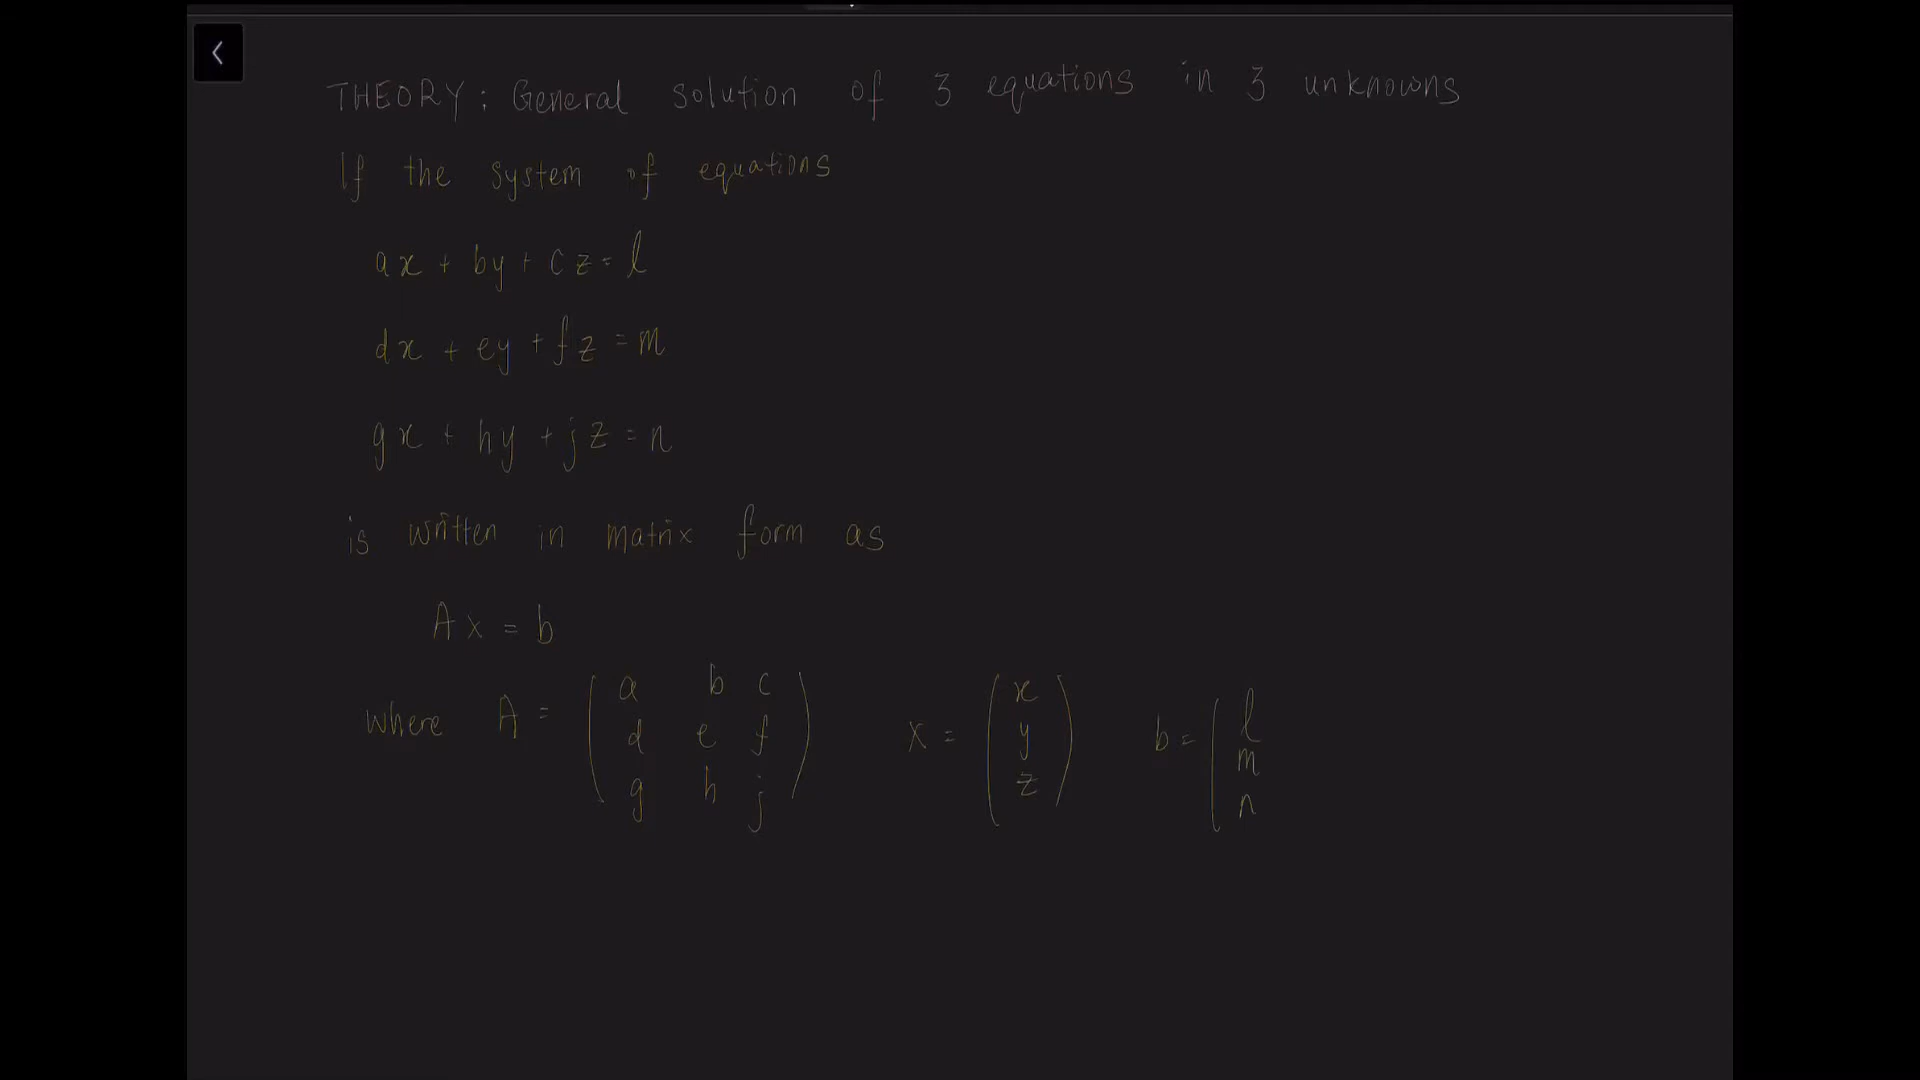 THEORY: General solution of 3 equations in 3 unknowns
If the system of equations
ax + by + cz = l
dx + ey + fz = m
gx + hy + jz = n
is written in matrix form as
Ax = b
where A = ( a b c
d e f
g h j ) x = ( x
y
z ) b = ( l
m
n